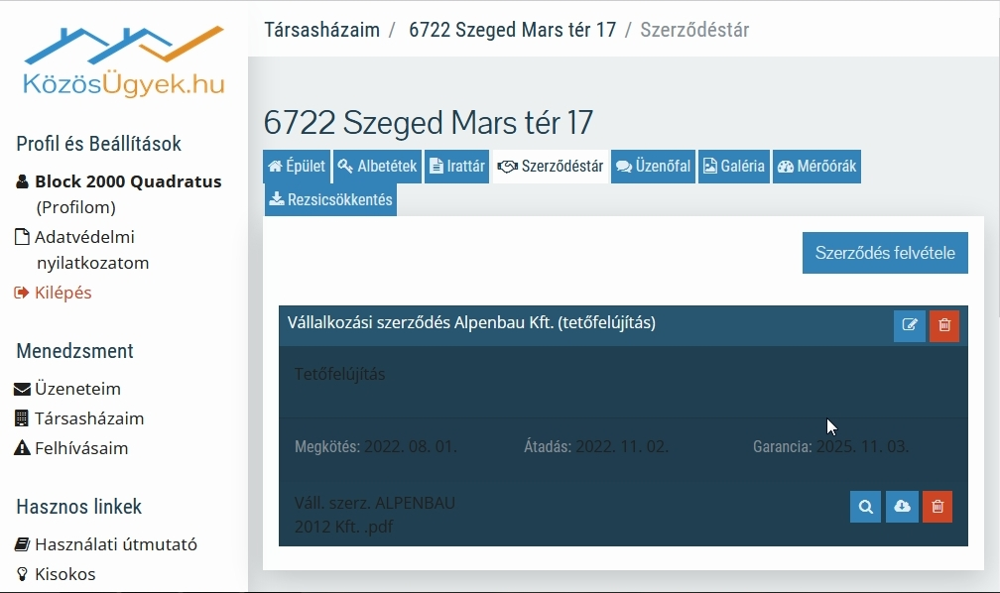 KözösÜgyek.hu
Profil és Beállítások
Block 2000 Quadratus
(Profilom)
Adatvédelmi
nyilatkozatom
Kilépés
Menedzsment
Üzeneteim
Társasházaim
Felhívásaim
Hasznos linkek
Használati útmutató
Kisokos
Társasházaim / 6722 Szeged Mars tér 17 / Szerződéstár
6722 Szeged Mars tér 17
Épület Albetétek Irattár Szerződéstár Üzenőfal Galéria Mérőórák
Rezsicsökkentés
Szerződés felvétele
Vállalkozási szerződés Alpenbau Kft. (tetőfelújítás)
Tetőfelújítás
Megkötés: 2022. 08. 01. Átadás: 2022. 11. 02. Garancia: 2025. 11. 03.
Váll. szerz. ALPENBAU
2012 Kft. .pdf